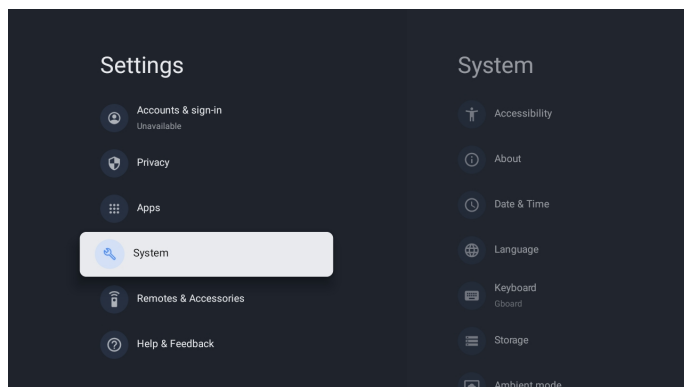 Settings
Accounts & sign-in
Unavailable
Privacy
Apps
System
Remotes & Accessories
Help & Feedback
System
Accessibility
About
Date & Time
Language
Keyboard
Gboard
Storage
Ambient mode